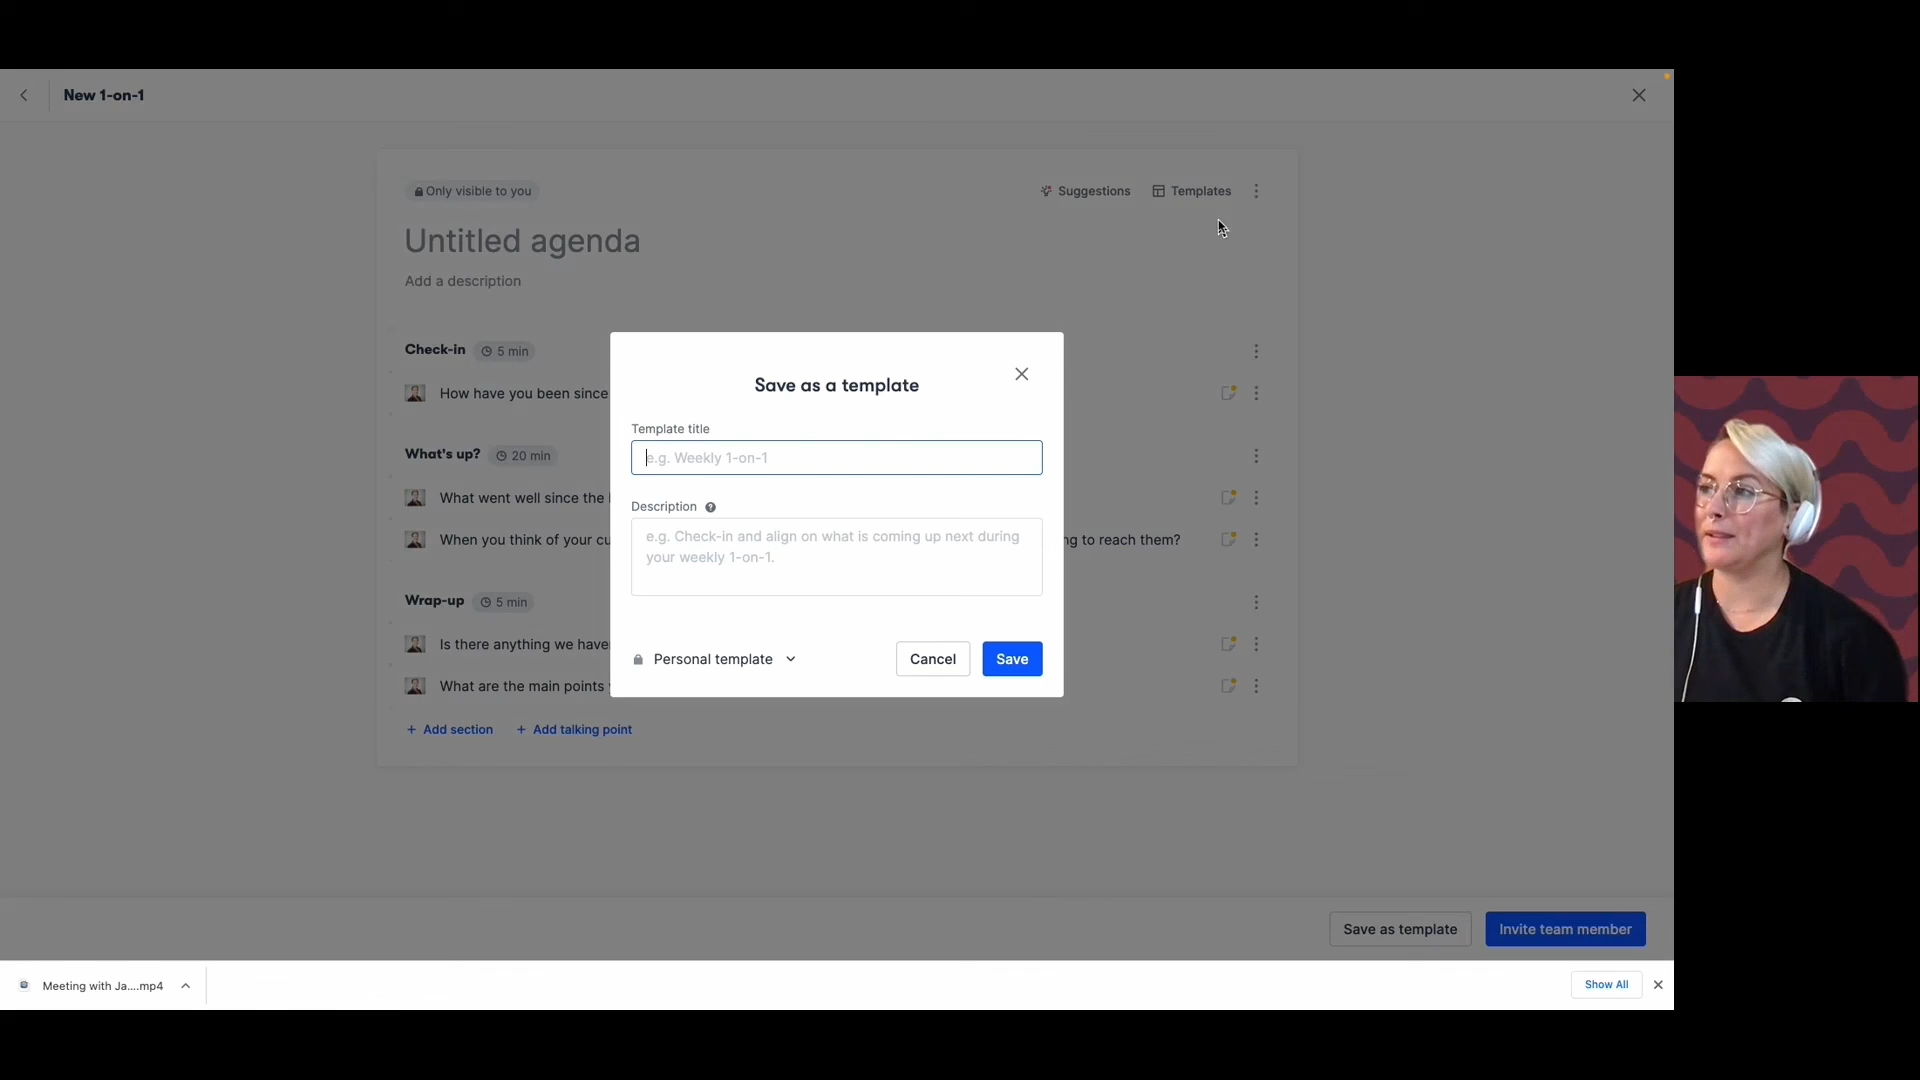 New 1-on-1
Only visible to you
Suggestions
Templates
Untitled agenda
Add a description
Check-in
5 min
How have you been since
What's up?
20 min
What went well since the
When you think of your cu
ng to reach them?
Wrap-up
5 min
Is there anything we have
What are the main points
+ Add section
+ Add talking point
Save as a template
Template title
e.g. Weekly 1-on-1
Description
e.g. Check-in and align on what is coming up next during
your weekly 1-on-1.
Personal template
Cancel
Save
Save as template
Invite team member
Meeting with Ja....mp4
Show All